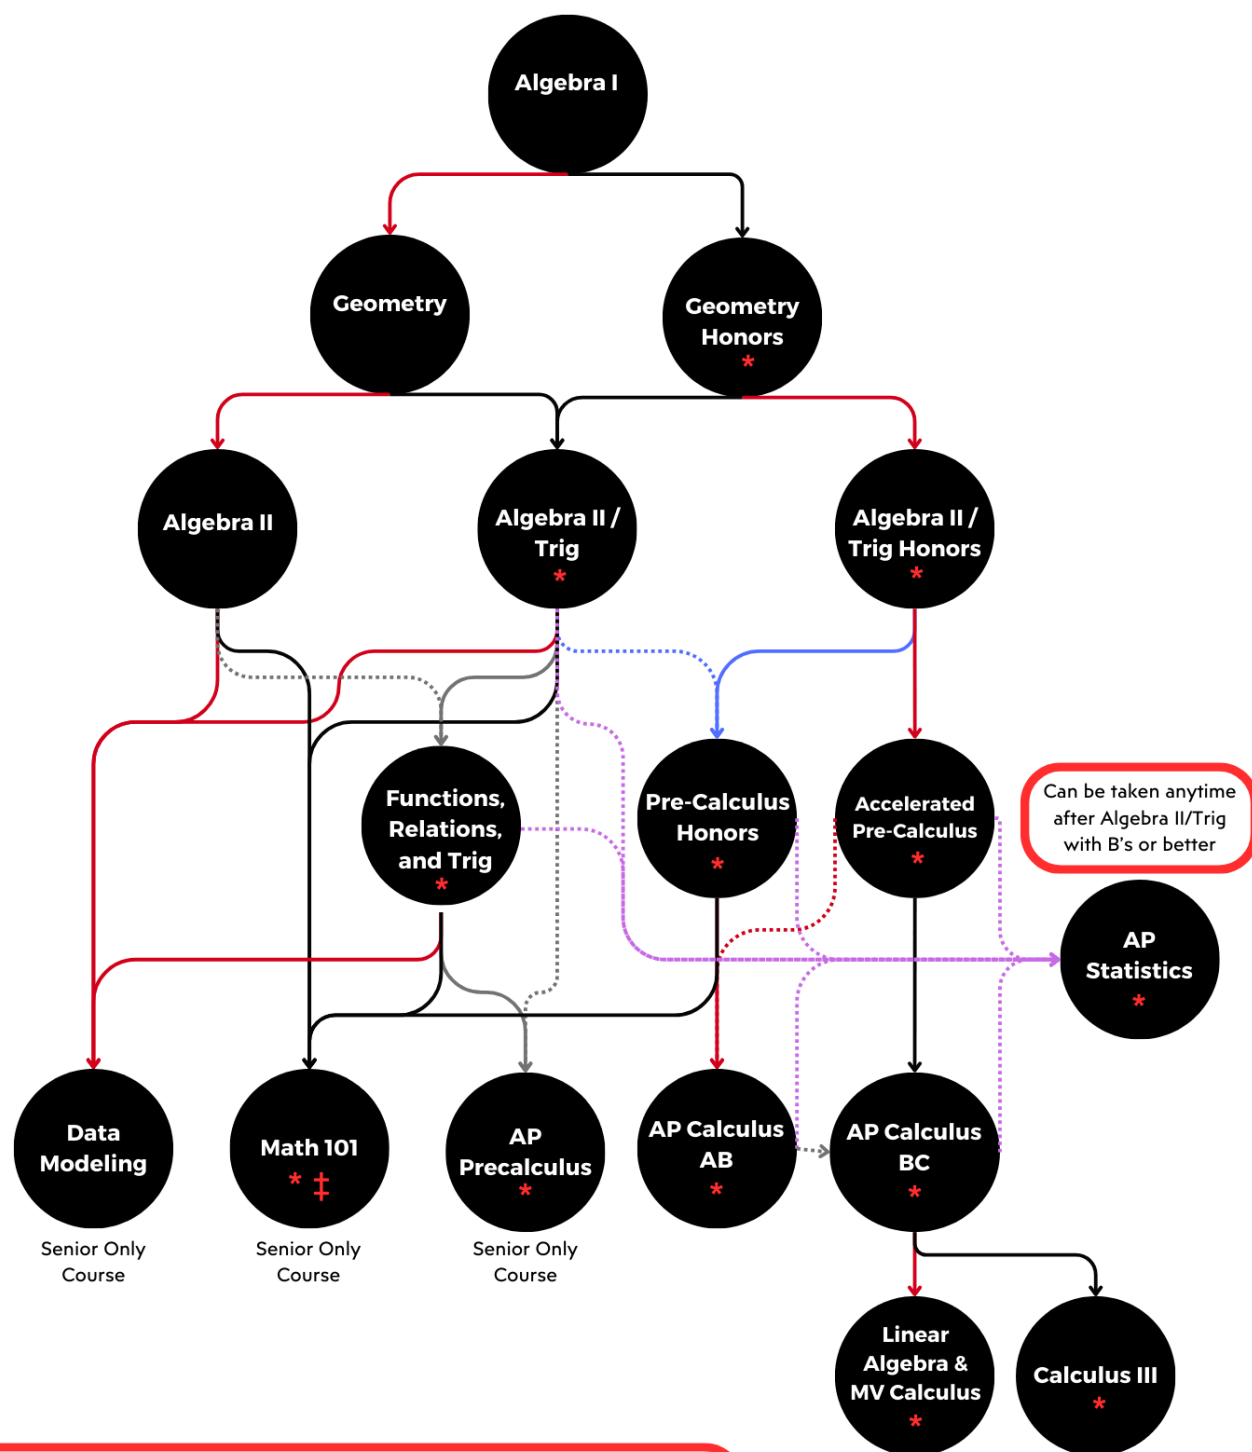 Algebra I
Geometry
Geometry
Honors
*
Algebra II
Algebra II /
Trig
*
Algebra II /
Trig Honors
*
Functions,
Relations,
and Trig
*
Pre-Calculus
Honors
*
Accelerated
Pre-Calculus
*
Can be taken anytime
after Algebra II/Trig
with B's or better
AP
Statistics
*
Data
Modeling
Senior Only
Course
Math 101
* ‡
Senior Only
Course
AP
Precalculus
*
Senior Only
Course
AP Calculus
AB
*
AP Calculus
BC
*
Linear
Algebra &
MV Calculus
*
Calculus III
*